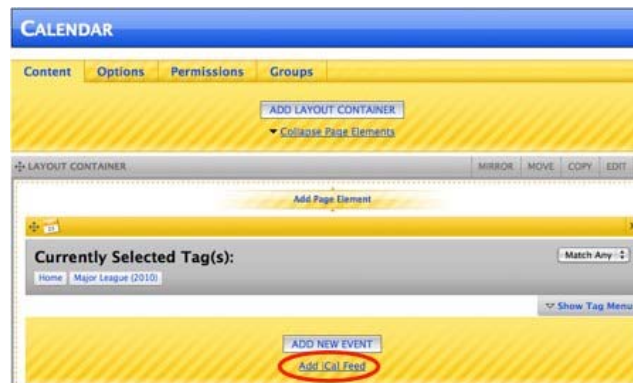 CALENDAR
Content Options Permissions Groups
ADD LAYOUT CONTAINER
Collapse Page Elements
LAYOUT CONTAINER MIRROR MOVE COPY EDIT
Add Page Element
Currently Selected Tag(s):
Match Any
Home Major League (2010)
Show Tag Menu
ADD NEW EVENT
Add iCal Feed